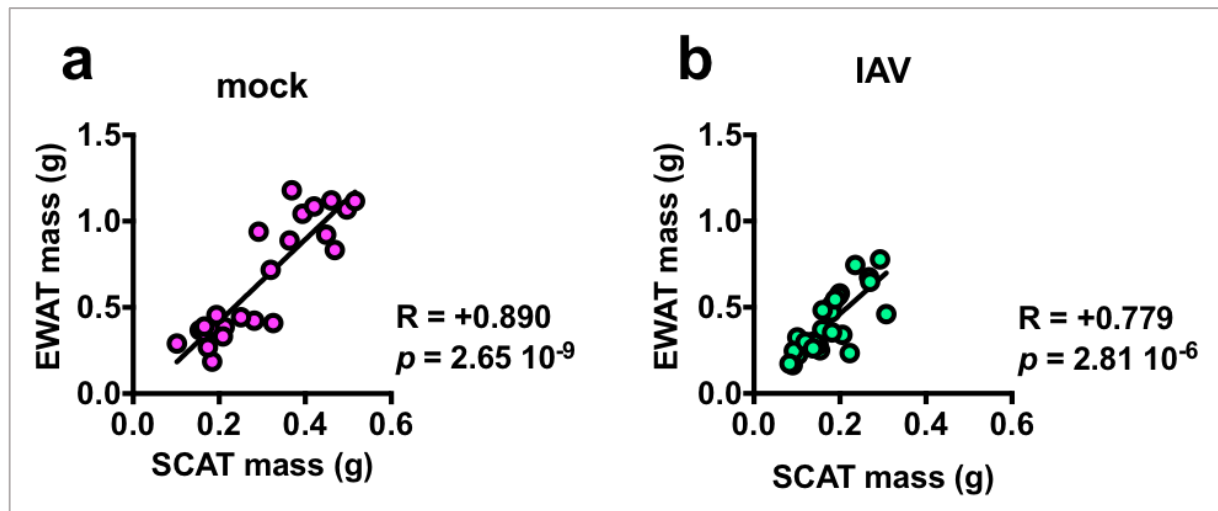 a
mock
EWAT mass (g)
1.5
1.0
0.5
0.0
0.0 0.2 0.4 0.6
SCAT mass (g)
R = +0.890
p = 2.65 10-9
b
IAV
EWAT mass (g)
1.5
1.0
0.5
0.0
0.0 0.2 0.4 0.6
SCAT mass (g)
R = +0.779
p = 2.81 10-6